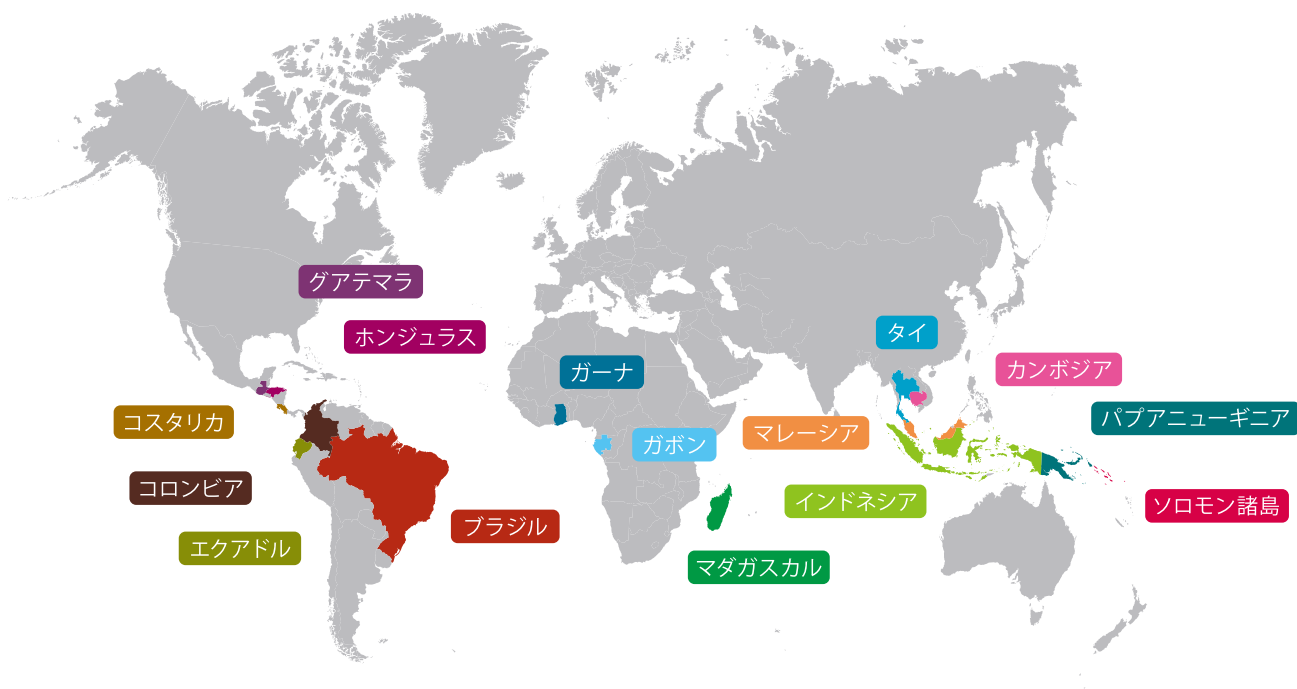 グアテマラ
ホンジュラス
タイ
カンボジア
ガーナ
コスタリカ
パプアニューギニア
マレーシア
ガボン
コロンビア
インドネシア
ソロモン諸島
ブラジル
エクアドル
マダガスカル